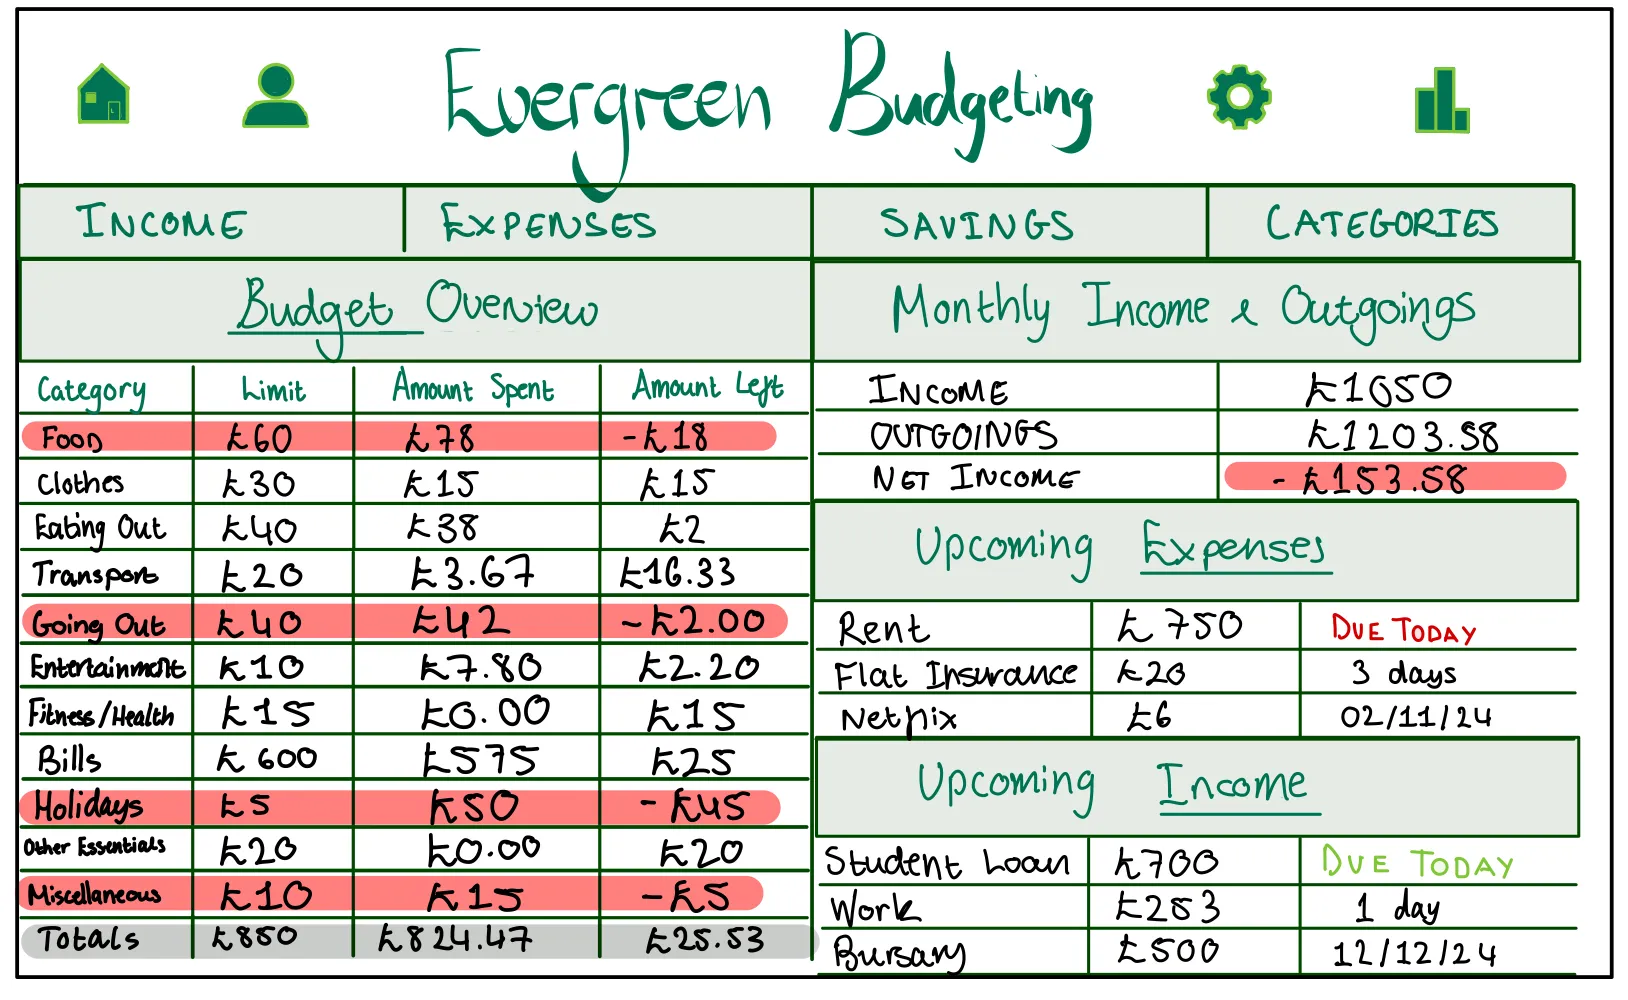 Evergreen Budgeting
INCOME EXPENSES SAVINGS CATEGORIES
Budget Overview
Category Limit Amount Spent Amount Left
FOOD £60 £78 -£18
Clothes £30 £15 £15
Eating Out £40 £38 £2
Transport £20 £3.67 £16.33
Going Out £40 £42 -£2.00
Entertainment £10 £7.80 £2.20
Fitness/Health £15 £0.00 £15
Bills £600 £575 £25
Holidays £5 £50 -£45
Other Essentials £20 £0.00 £20
Miscellaneous £10 £15 -£5
Totals £850 £824.47 £25.53
Monthly Income & Outgoings
INCOME £1050
OUTGOINGS £1203.58
NET INCOME -£153.58
Upcoming Expenses
Rent £750 DUE TODAY
Flat Insurance £20 3 days
Netflix £6 02/11/24
Upcoming Income
Student Loan £700 DUE TODAY
Work £253 1 day
Bursary £500 12/12/24